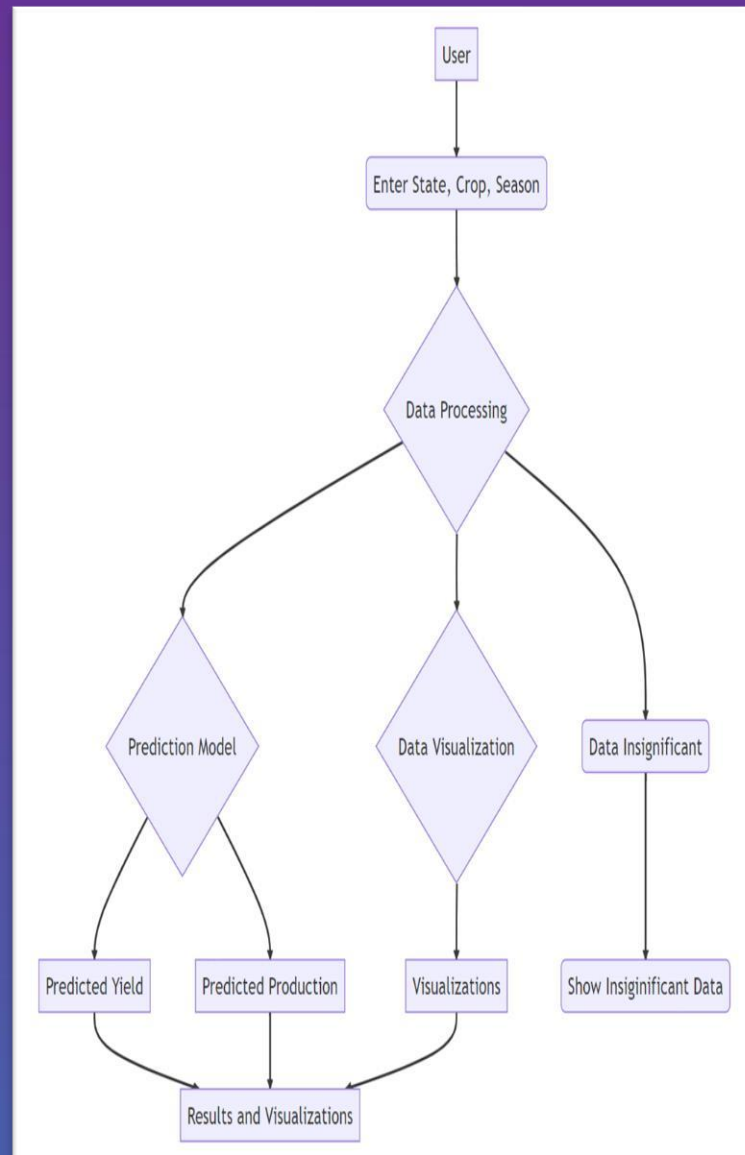 User
Enter State, Crop, Season
Data Processing
Prediction Model
Data Visualization
Data Insignificant
Predicted Yield
Predicted Production
Visualizations
Show Insiginificant Data
Results and Visualizations